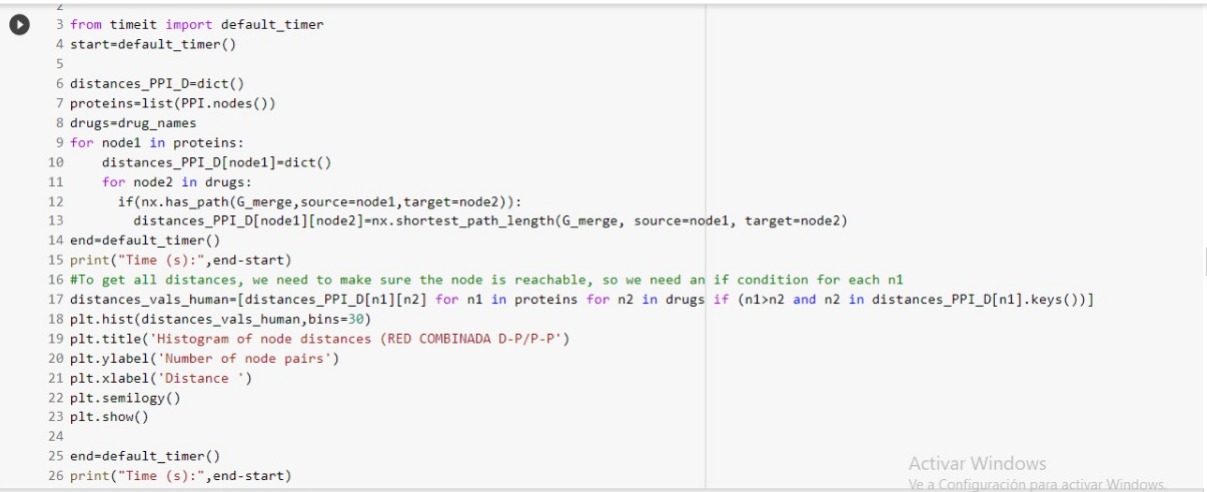 2
3 from timeit import default_timer
4 start=default_timer()
5
6 distances_PPI_D=dict()
7 proteins=list(PPI.nodes())
8 drugs=drug_names
9 for node1 in proteins:
10     distances_PPI_D[node1]=dict()
11     for node2 in drugs:
12       if(nx.has_path(G_merge,source=node1,target=node2)):
13         distances_PPI_D[node1][node2]=nx.shortest_path_length(G_merge, source=node1, target=node2)
14 end=default_timer()
15 print("Time (s):",end-start)
16 #To get all distances, we need to make sure the node is reachable, so we need an if condition for each n1
17 distances_vals_human=[distances_PPI_D[n1][n2] for n1 in proteins for n2 in drugs if (n1>n2 and n2 in distances_PPI_D[n1].keys())]
18 plt.hist(distances_vals_human,bins=30)
19 plt.title('Histogram of node distances (RED COMBINADA D-P/P-P')
20 plt.ylabel('Number of node pairs')
21 plt.xlabel('Distance ')
22 plt.semilogy()
23 plt.show()
24
25 end=default_timer()
26 print("Time (s):",end-start)
Activar Windows
Ve a Configuración para activar Windows.